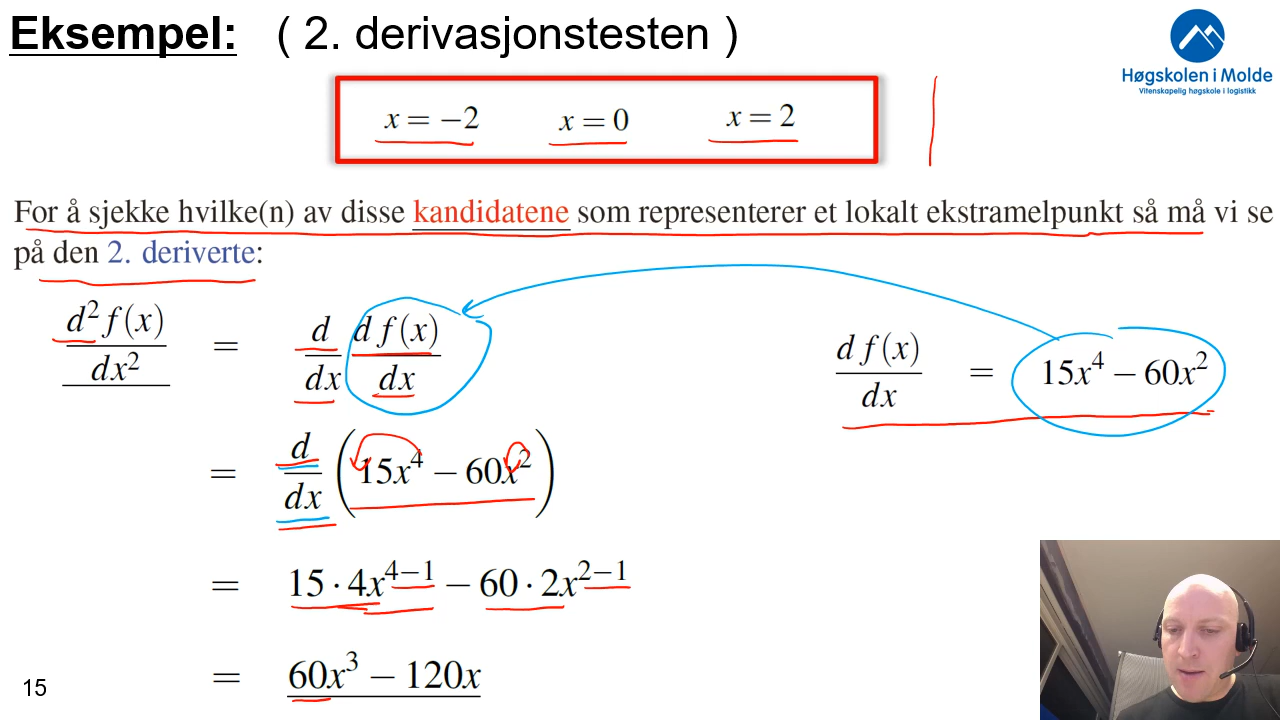 Eksempel: ( 2. derivasjonstesten )
Høgskolen i Molde
Vitenskapelig høgskole i logistikk
x = −2 x = 0 x = 2
For å sjekke hvilke(n) av disse kandidatene som representerer et lokalt ekstramelpunkt så må vi se
på den 2. deriverte:
d²f(x)/dx² = d/dx df(x)/dx
df(x)/dx = 15x⁴ − 60x²
= d/dx (15x⁴ − 60x²)
= 15 · 4x⁴⁻¹ − 60 · 2x²⁻¹
= 60x³ − 120x
15